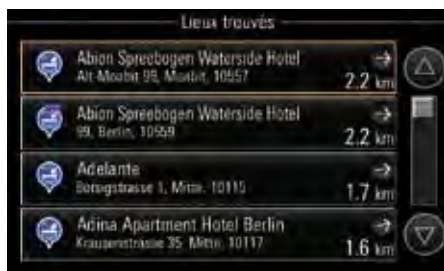 Lieux trouvés
Abion Spreebogen Waterside Hotel
Alt-Moabit 99, Moabit, 10557
2.2 km
Abion Spreebogen Waterside Hotel
99, Berlin, 10559
2.2 km
Adelante
Borsigstrasse 1, Mitte, 10115
1.7 km
Adina Apartment Hotel Berlin
Krausenstrasse 35, Mitte, 10117
1.6 km